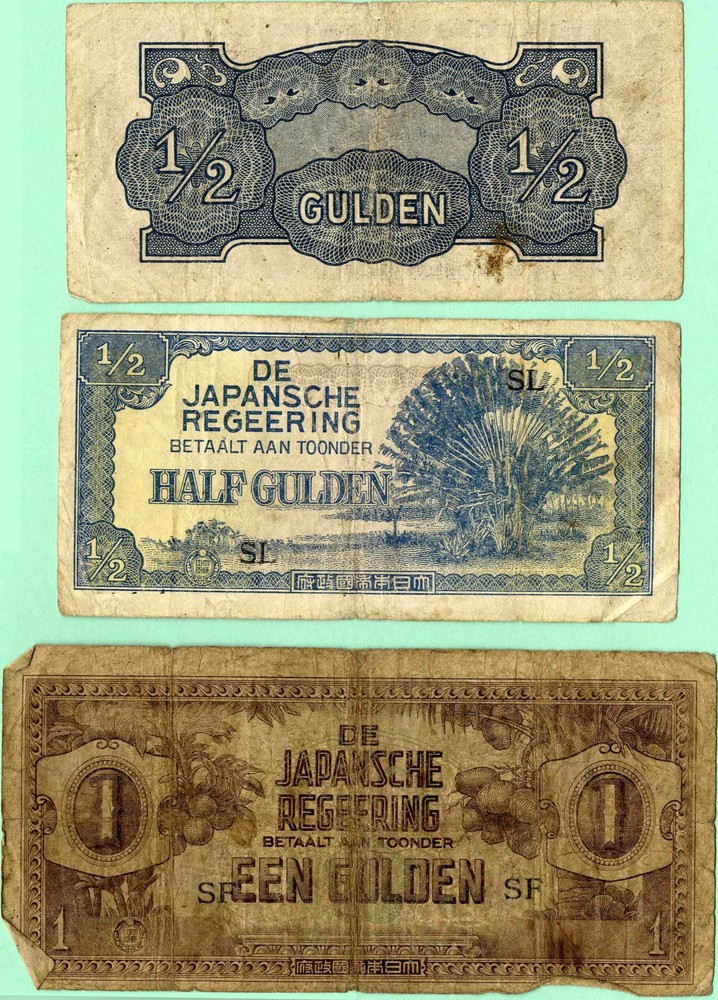 1/2 1/2
GULDEN
1/2 1/2
DE
JAPANSCHE
REGEERING
BETAALT AAN TOONDER
HALF GULDEN
SL
SL
1/2 1/2
大日本帝國政府
DE
JAPANSCHE
REGEERING
BETAALT AAN TOONDER
EEN GULDEN
1 1
SF SF
1 1
大日本帝國政府